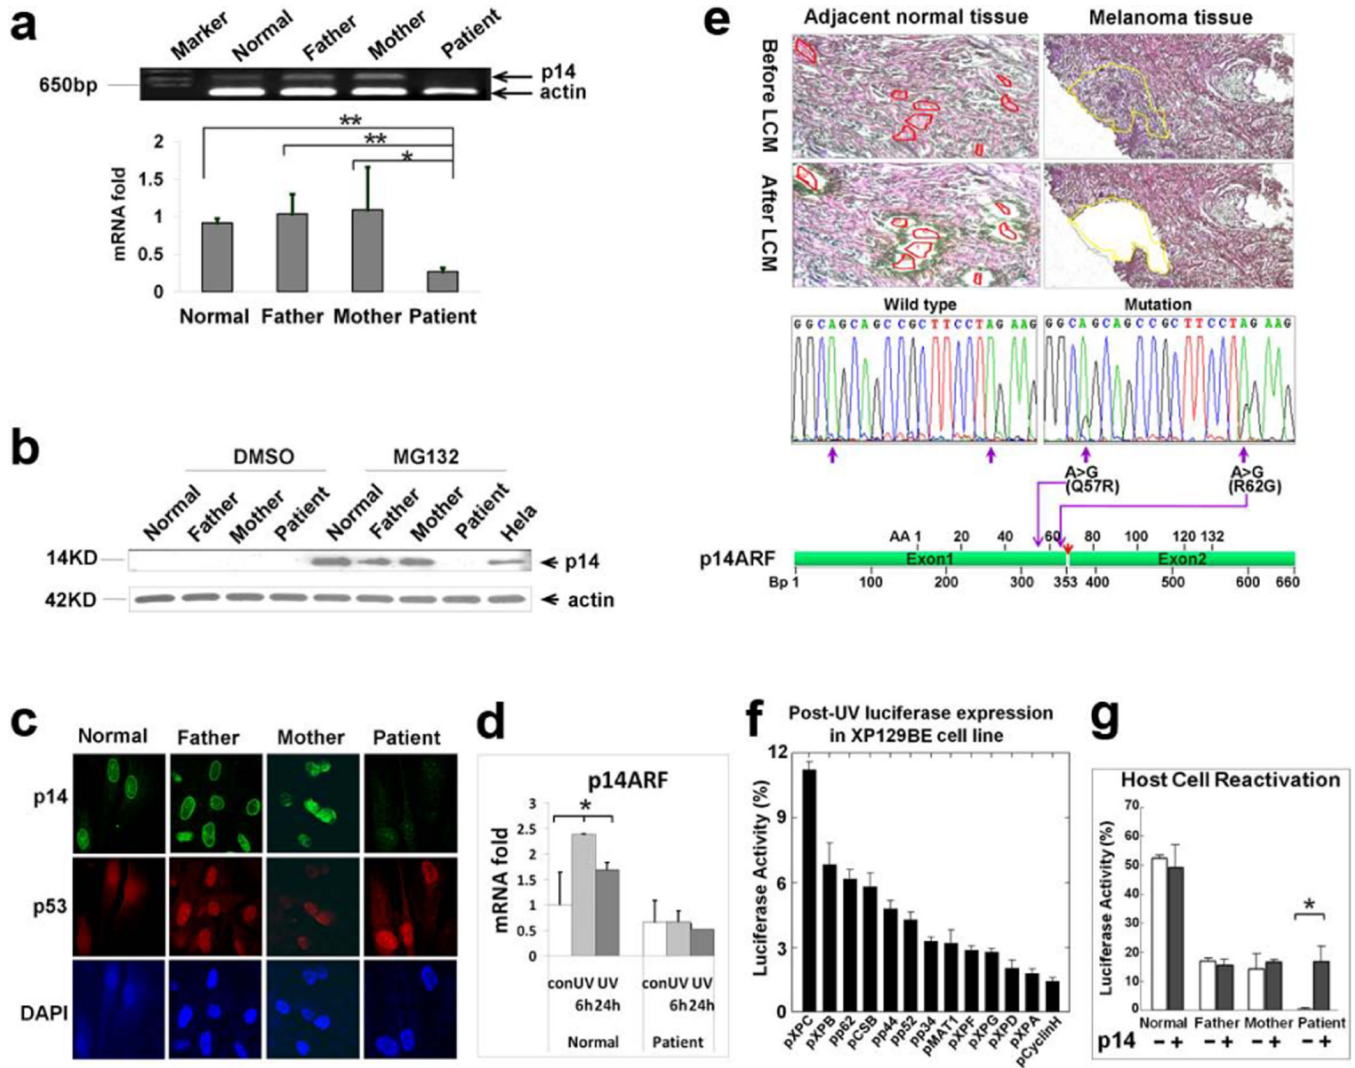 a
Marker
Normal
Father
Mother
Patient
650bp
p14
actin
**
**
*
mRNA fold
2
1.5
1
0.5
0
Normal Father Mother Patient
b
DMSO
MG132
Normal
Father
Mother
Patient
Normal
Father
Mother
Patient
Hela
14KD
p14
42KD
actin
c
Normal Father Mother Patient
p14
p53
DAPI
d
p14ARF
*
mRNA fold
3
2.5
2
1.5
1
0.5
0
con UV UV
6h 24h
con UV UV
6h 24h
Normal
Patient
e
Adjacent normal tissue
Melanoma tissue
Before LCM
After LCM
Wild type
Mutation
G G C A G C A G C C G C T T C C T A G A A G
G G C A G C A G C C G C T T C C T A G A A G
A>G
(Q57R)
A>G
(R62G)
AA 1 20 40 60 80 100 120 132
p14ARF
Exon1
Exon2
Bp 1 100 200 300 353 400 500 600 660
f
Post-UV luciferase expression
in XP129BE cell line
Luciferase Activity (%)
12
9
6
3
0
pXPC
pXPB
pp62
pCSB
pp44
pp52
pp34
pMAT1
pXPF
pXPG
pXPD
pXPA
pCyclinH
g
Host Cell Reactivation
Luciferase Activity (%)
70
60
50
40
30
20
10
0
*
Normal Father Mother Patient
p14 - + - + - + - +